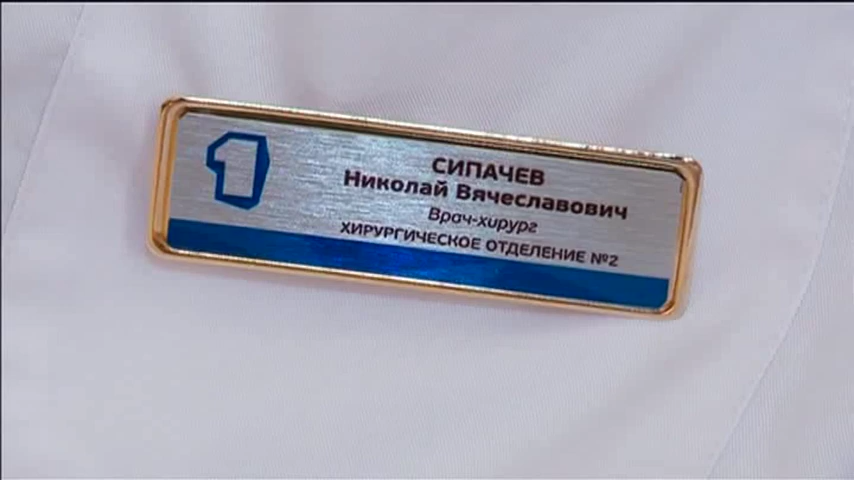 СИПАЧЕВ
Николай Вячеславович
Врач-хирург
ХИРУРГИЧЕСКОЕ ОТДЕЛЕНИЕ №2